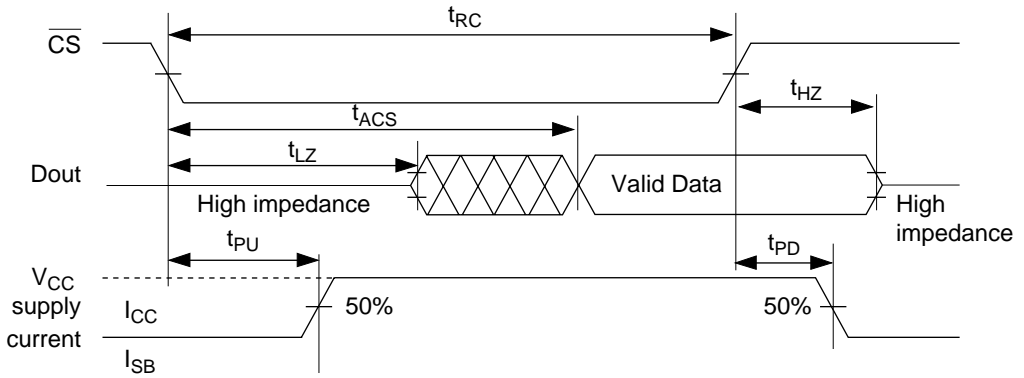 tRC
CS
tHZ
tACS
tLZ
Dout
Valid Data
High impedance
High
impedance
tPU
tPD
VCC
supply
current
ICC
50%
50%
ISB